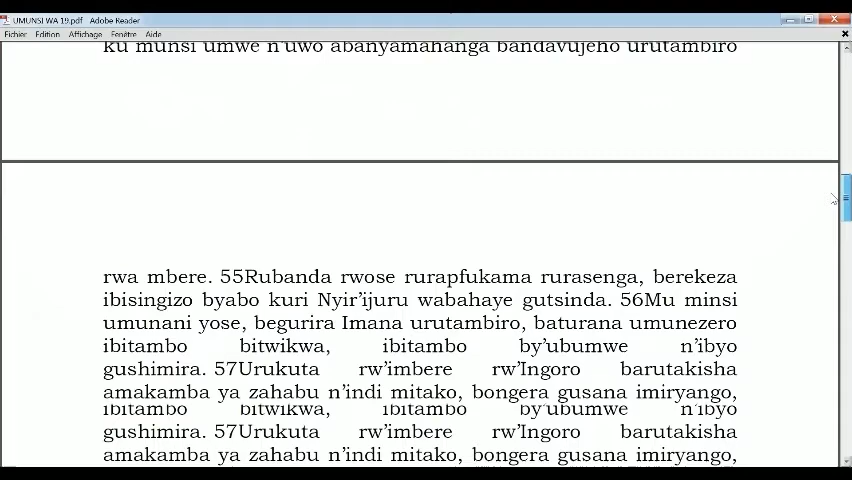 UMUNSI WA 19.pdf - Adobe Reader
Fichier Edition Affichage Fenêtre Aide
ku munsi umwe n'uwo abanyamahanga bandavujeho urutambiro
rwa mbere. 55Rubanda rwose rurapfukama rurasenga, berekeza
ibisingizo byabo kuri Nyir'ijuru wabahaye gutsinda. 56Mu minsi
umunani yose, begurira Imana urutambiro, baturana umunezero
ibitambo bitwikwa, ibitambo by'ubumwe n'ibyo
gushimira. 57Urukuta rw'imbere rw'Ingoro barutakisha
amakamba ya zahabu n'indi mitako, bongera gusana imiryango,
ibitambo bitwikwa, ibitambo by'ubumwe n'ibyo
gushimira. 57Urukuta rw'imbere rw'Ingoro barutakisha
amakamba ya zahabu n'indi mitako, bongera gusana imiryango,